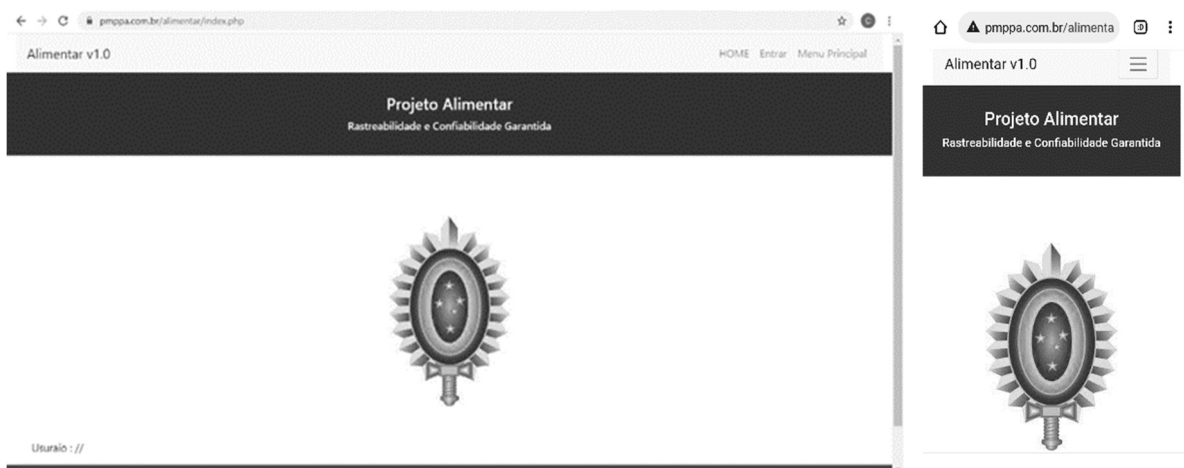 pmppa.com.br/alimentar/index.php
Alimentar v1.0
HOME Entrar Menu Principal
Projeto Alimentar
Rastreabilidade e Confiabilidade Garantida
Usuraio : //
pmppa.com.br/alimenta
:D
Alimentar v1.0
Projeto Alimentar
Rastreabilidade e Confiabilidade Garantida